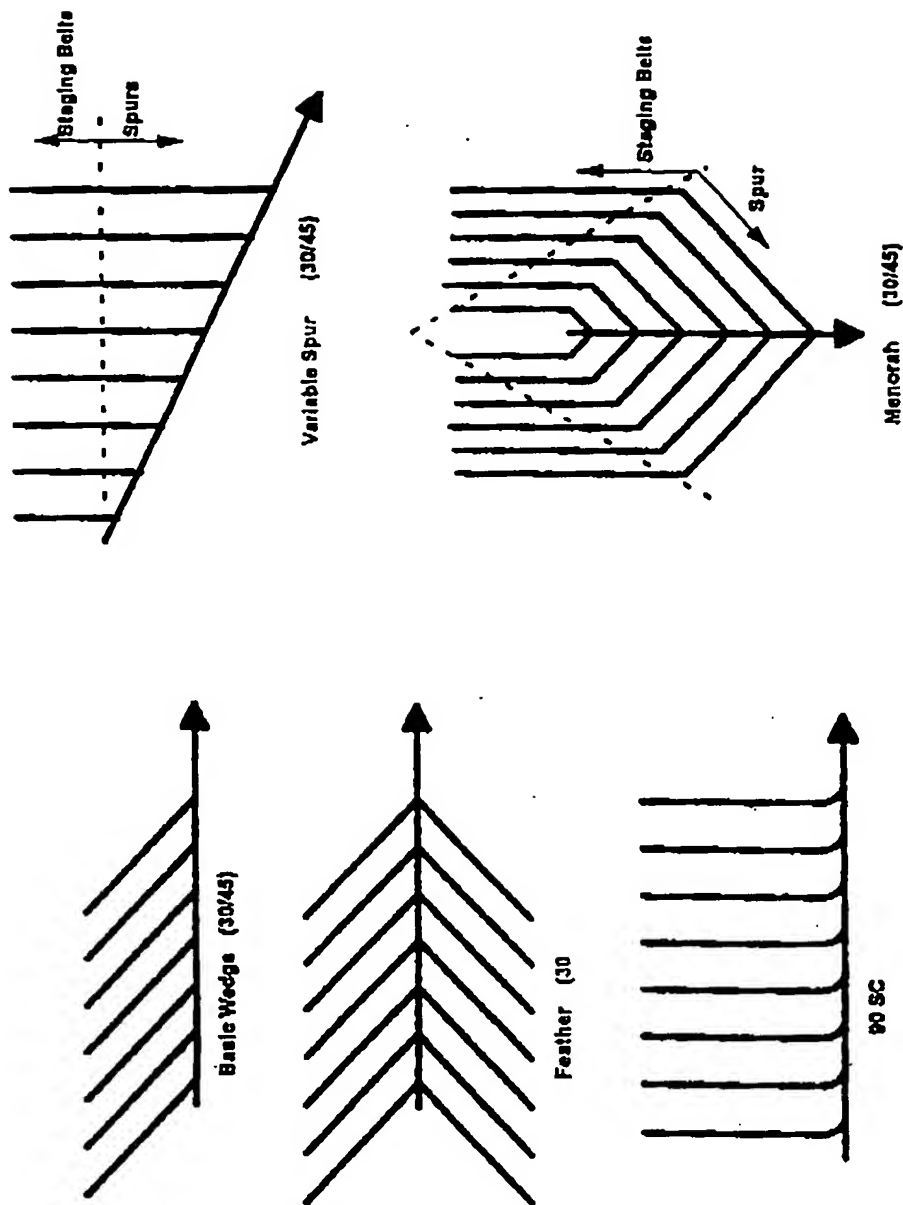 Staging Belts
Spurs
Variable Spur (30/45)
Staging Belts
Spur
Menorah (30/45)
Basic Wedge (30/45)
Feather (30
90 SC